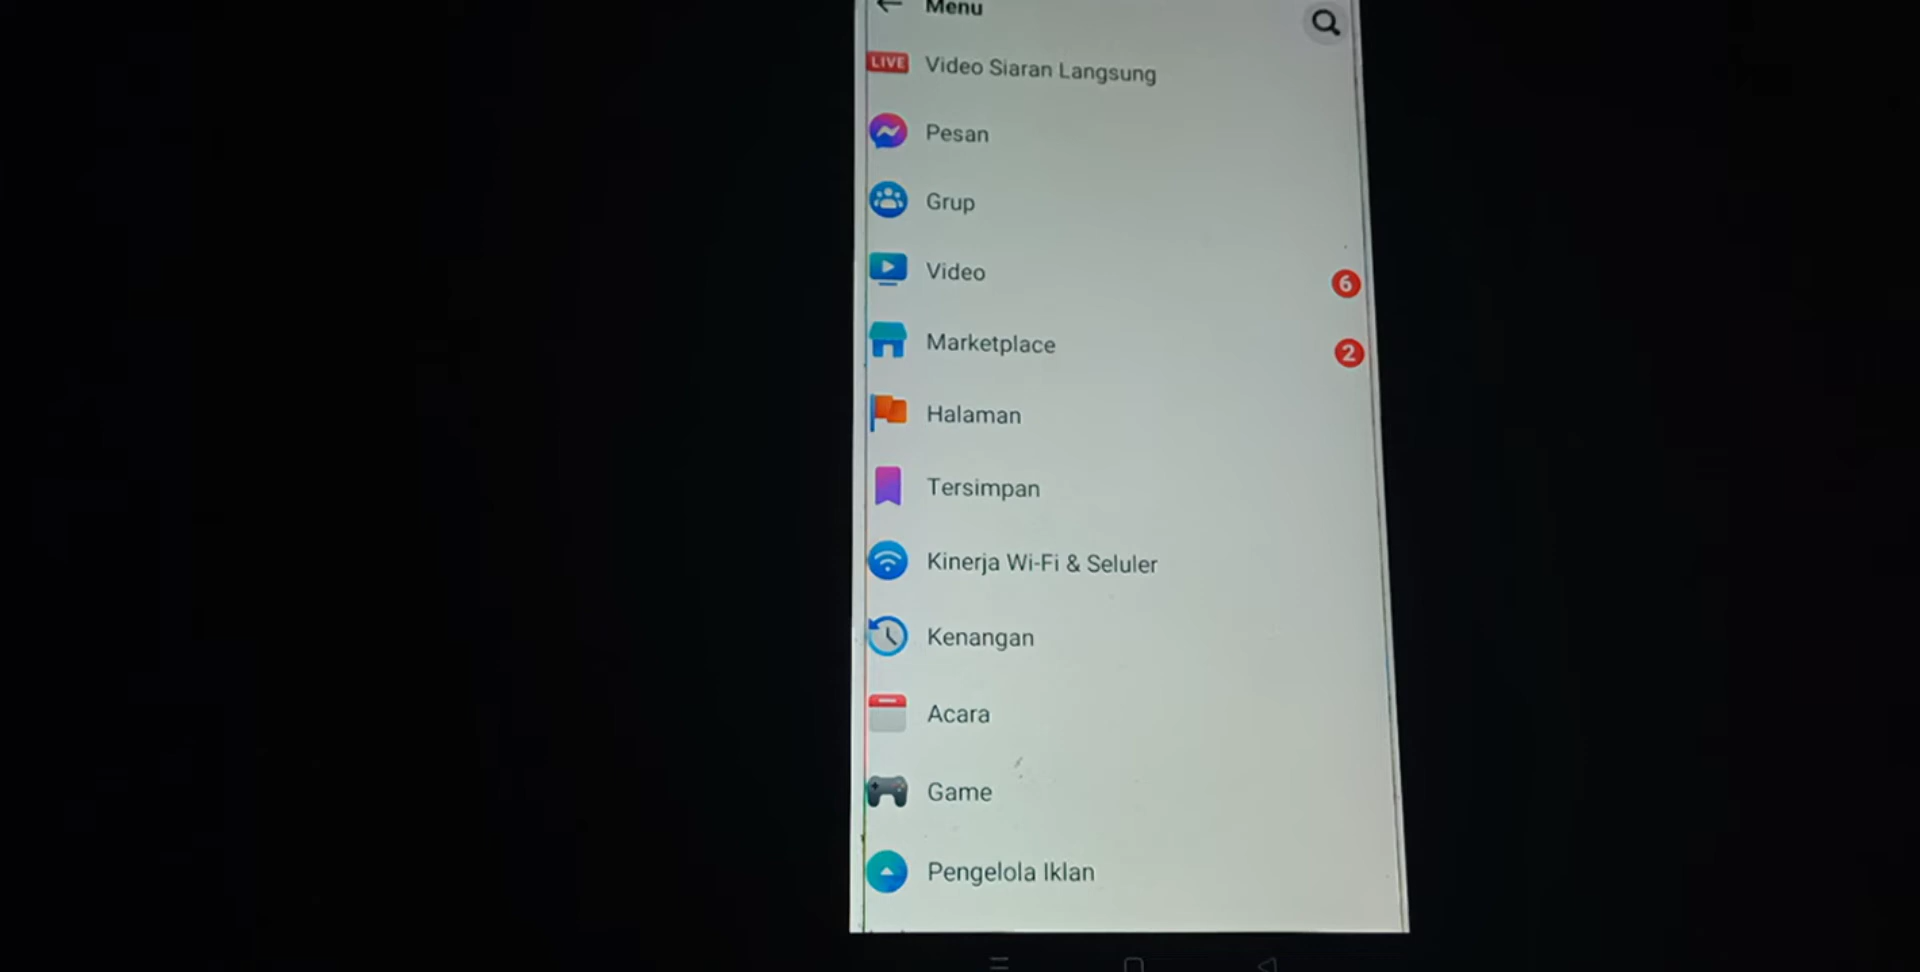 Menu
LIVE Video Siaran Langsung
Pesan
Grup
Video 6
Marketplace 2
Halaman
Tersimpan
Kinerja Wi-Fi & Seluler
Kenangan
Acara
Game
Pengelola Iklan